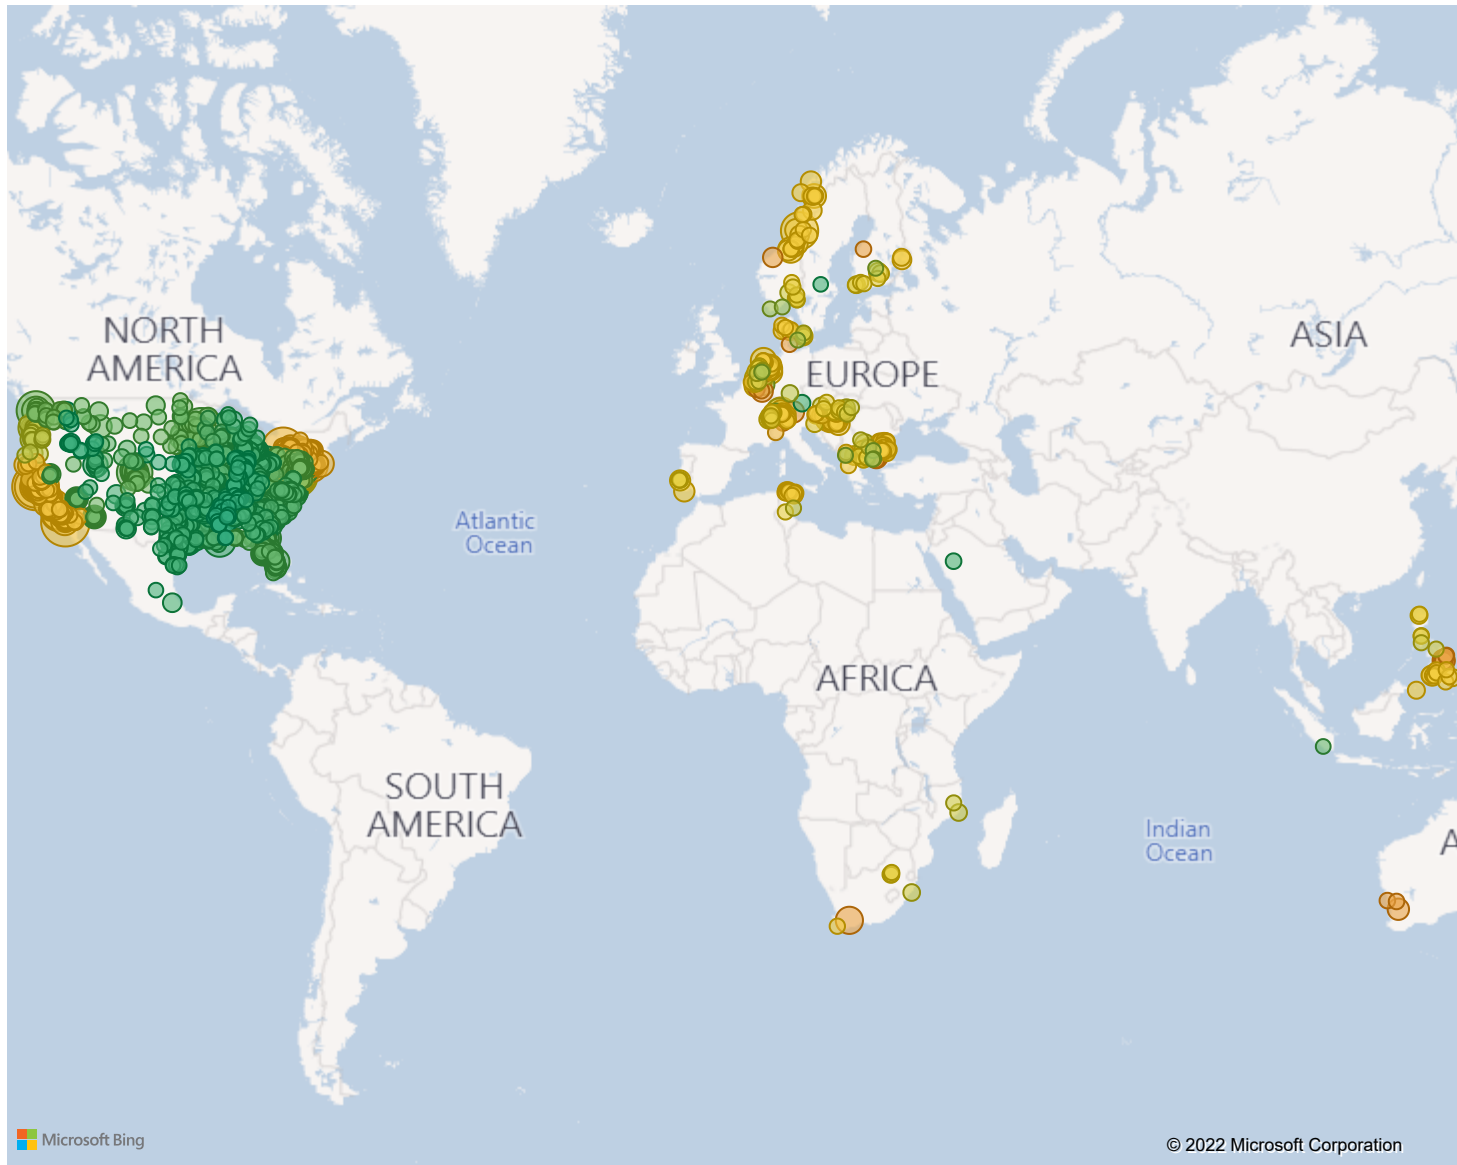 NORTH
AMERICA
ASIA
EUROPE
Atlantic
Ocean
AFRICA
SOUTH
AMERICA
Indian
Ocean
A
Microsoft Bing
© 2022 Microsoft Corporation